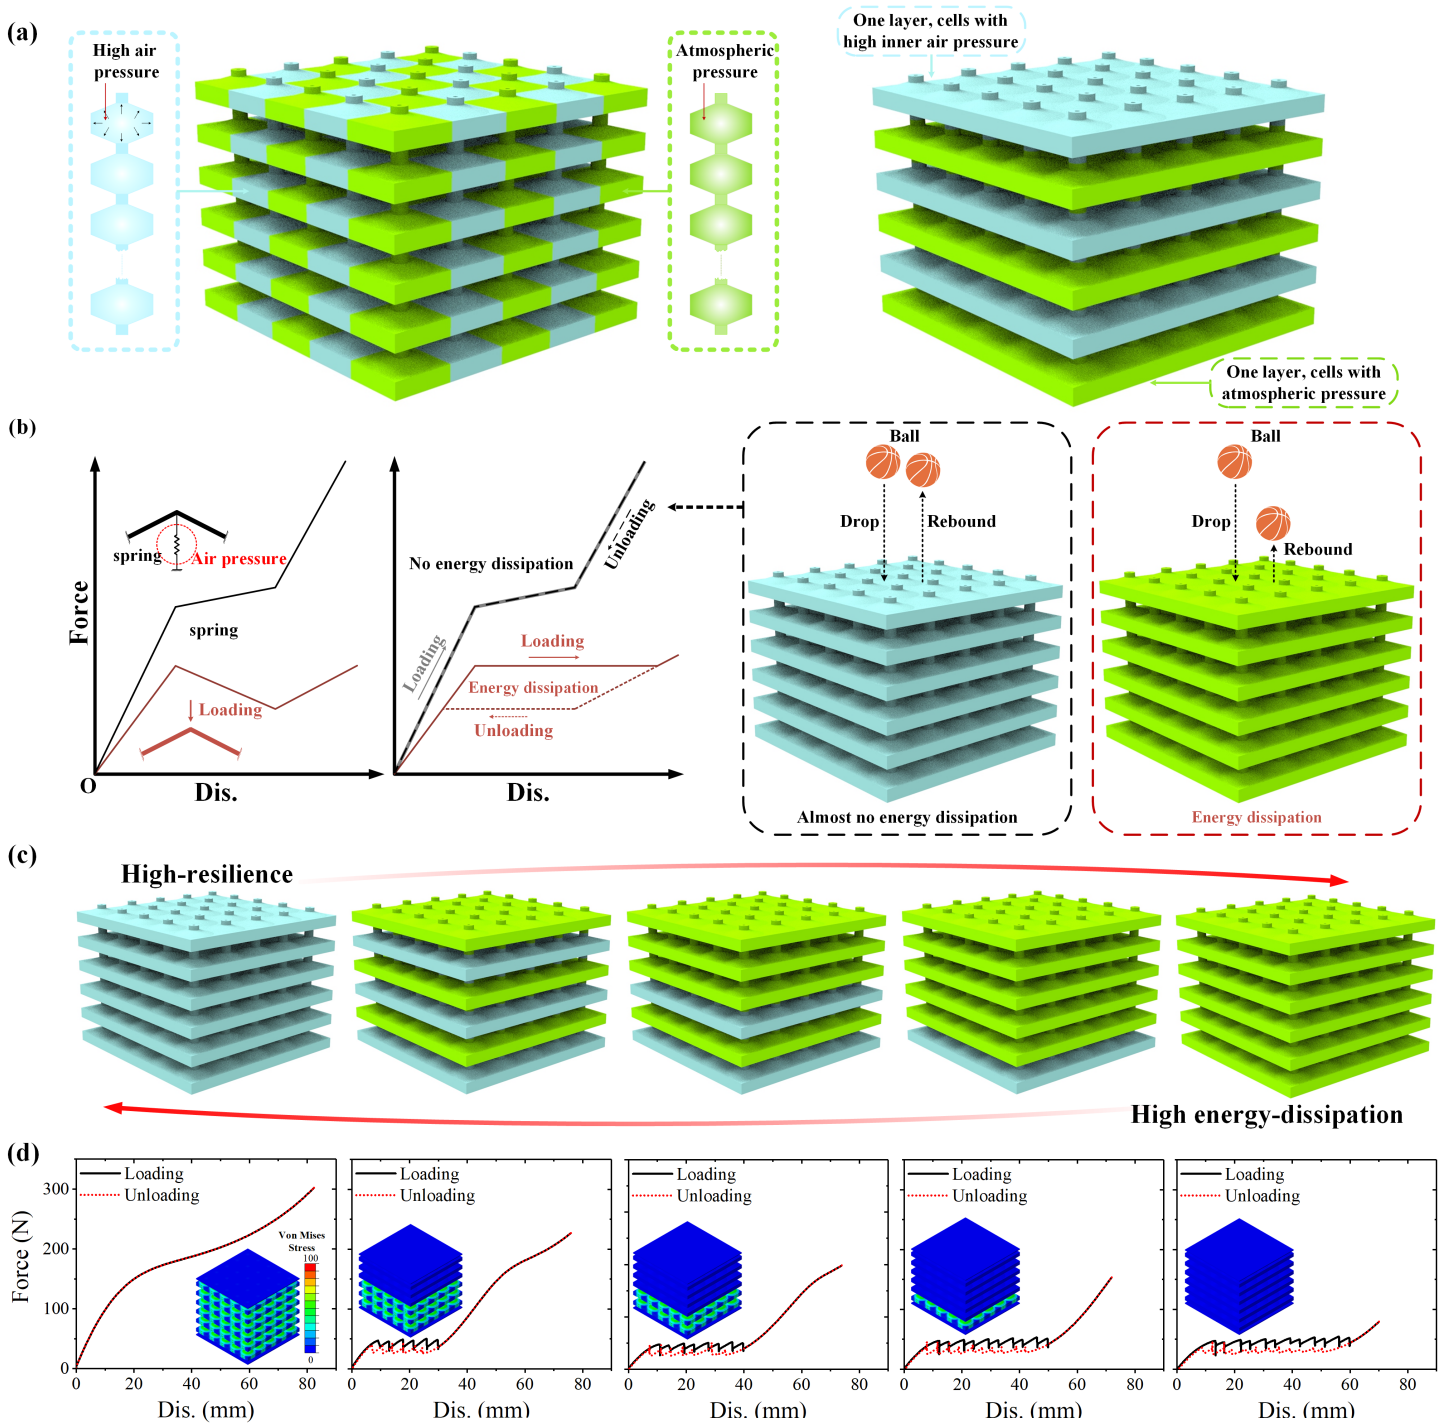 (a)
High air
pressure
Atmospheric
pressure
One layer, cells with
high inner air pressure
One layer, cells with
atmospheric pressure
(b)
Force
spring
Air pressure
spring
Loading
O
Dis.
No energy dissipation
Unloading
Loading
Loading
Energy dissipation
Unloading
Dis.
Ball
Drop
Rebound
Almost no energy dissipation
Ball
Drop
Rebound
Energy dissipation
(c)
High-resilience
High energy-dissipation
(d)
Force (N)
300
200
100
0
Loading
Unloading
Von Mises
Stress
100
0
0 20 40 60 80
Dis. (mm)
Loading
Unloading
0 20 40 60 80
Dis. (mm)
Loading
Unloading
0 20 40 60 80
Dis. (mm)
Loading
Unloading
0 20 40 60 80
Dis. (mm)
Loading
Unloading
0 20 40 60 80
Dis. (mm)